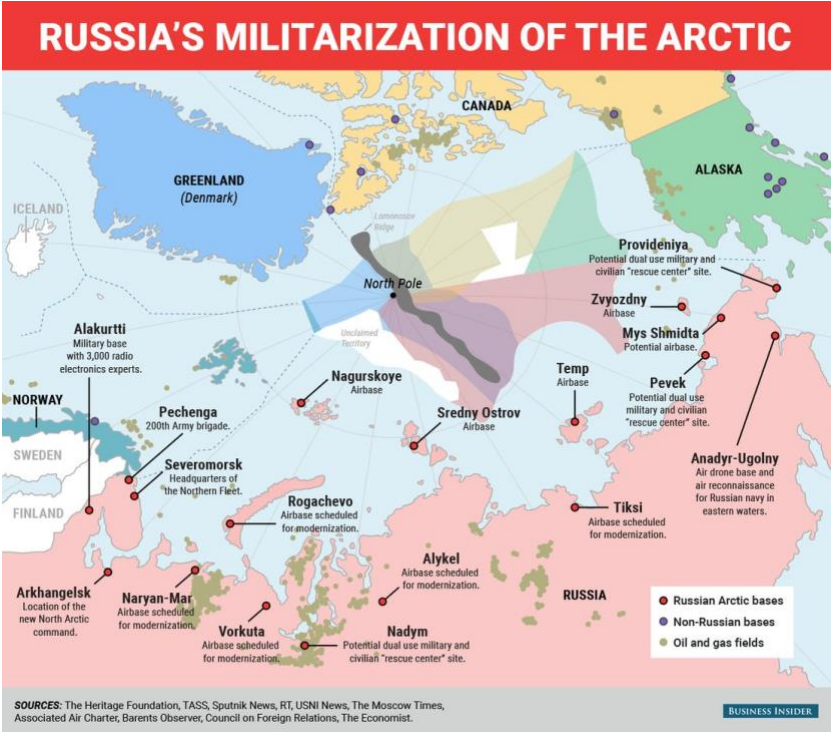 RUSSIA'S MILITARIZATION OF THE ARCTIC
CANADA
GREENLAND
(Denmark)
ALASKA
ICELAND
Lomonosov
Ridge
North Pole
Unclaimed
Territory
Provideniya
Potential dual use military and
civilian "rescue center" site.
Zvyozdny
Airbase
Mys Shmidta
Potential airbase.
Pevek
Potential dual use
military and civilian
"rescue center" site.
Anadyr-Ugolny
Air drone base and
air reconnaissance
for Russian navy in
eastern waters.
Alakurtti
Military base
with 3,000 radio
electronics experts.
NORWAY
SWEDEN
FINLAND
Pechenga
200th Army brigade.
Severomorsk
Headquarters of
the Northern Fleet.
Nagurskoye
Airbase
Sredny Ostrov
Airbase
Temp
Airbase
Rogachevo
Airbase scheduled
for modernization.
Tiksi
Airbase scheduled
for modernization.
Alykel
Airbase scheduled
for modernization.
Arkhangelsk
Location of the
new North Arctic
command.
Naryan-Mar
Airbase scheduled
for modernization.
Vorkuta
Airbase scheduled
for modernization.
Nadym
Potential dual use military and
civilian "rescue center" site.
RUSSIA
Russian Arctic bases
Non-Russian bases
Oil and gas fields
SOURCES: The Heritage Foundation, TASS, Sputnik News, RT, USNI News, The Moscow Times,
Associated Air Charter, Barents Observer, Council on Foreign Relations, The Economist.
BUSINESS INSIDER